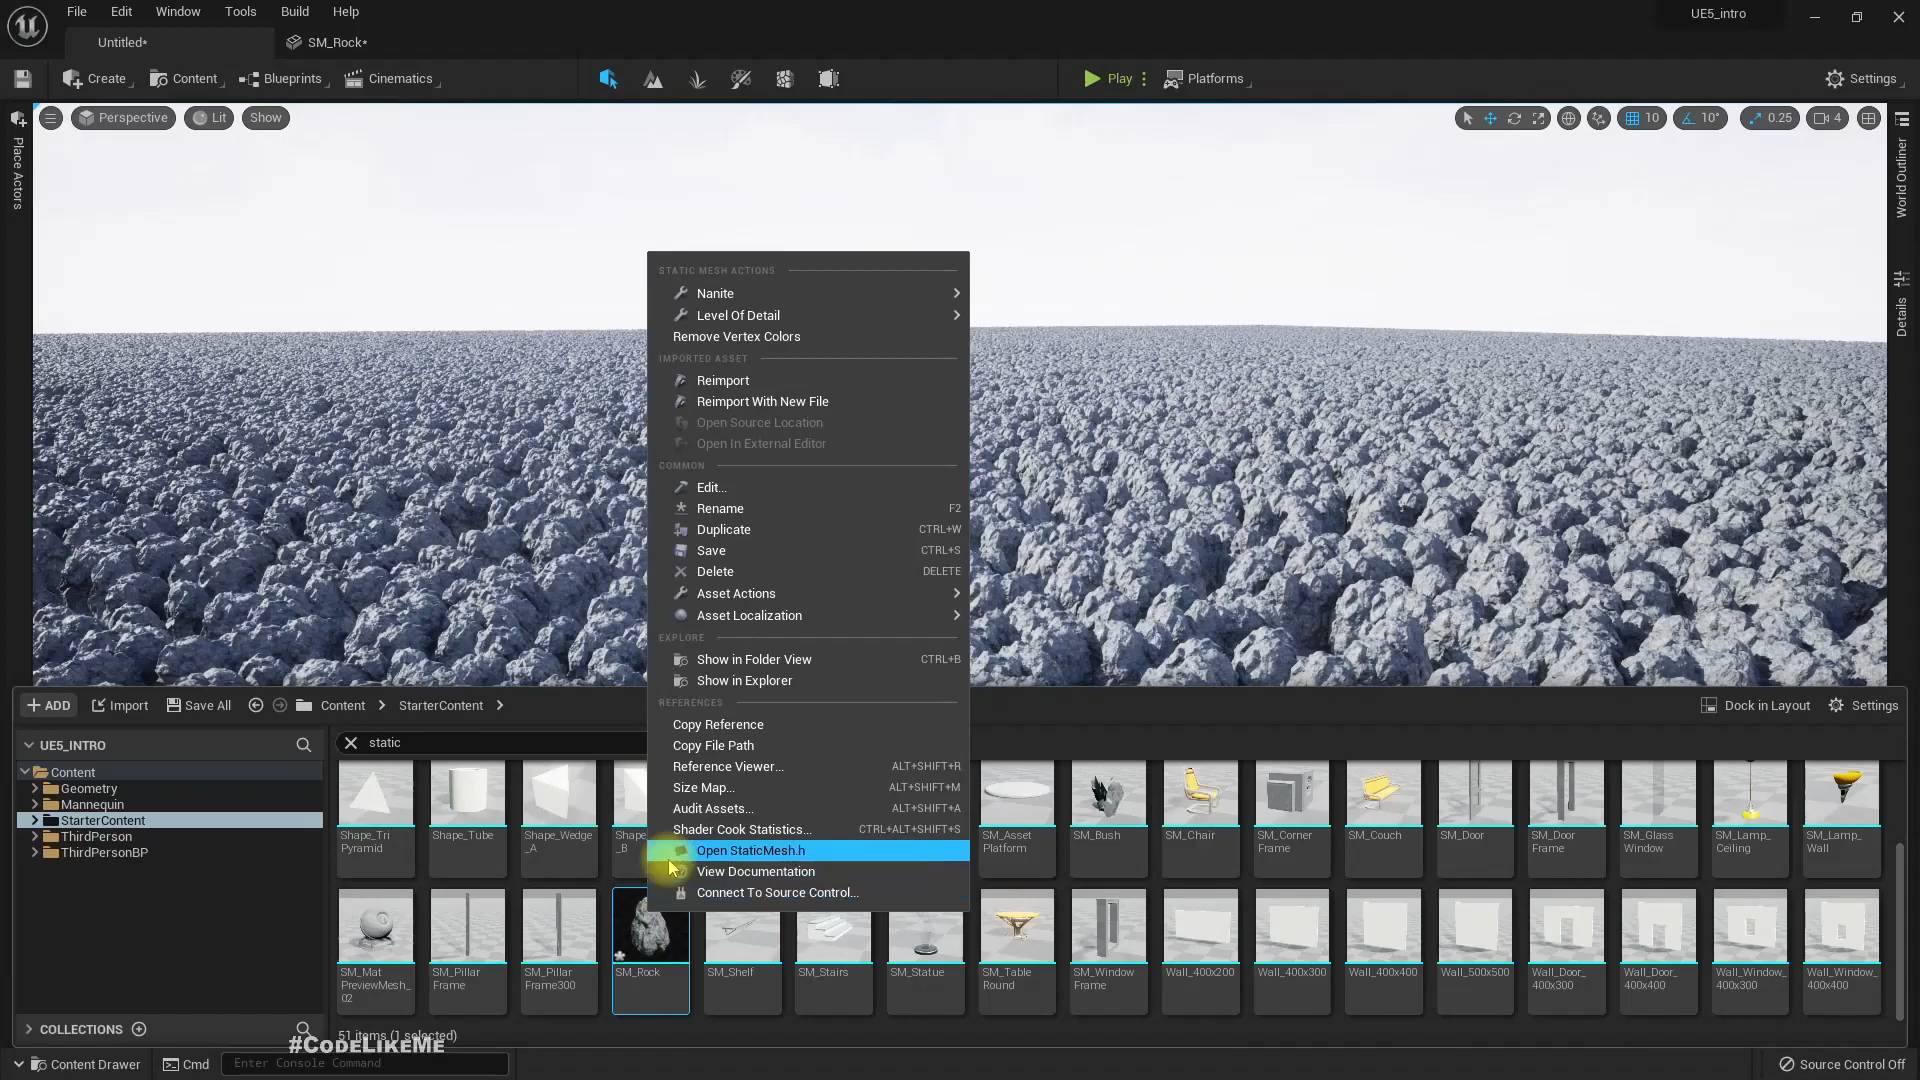 File Edit Window Tools Build Help
UE5_intro
Untitled*
SM_Rock*
Create
Content
Blueprints
Cinematics
Play
Platforms
Settings
Place Actors
Perspective
Lit
Show
10
10°
0.25
4
World Outliner
Details
STATIC MESH ACTIONS
Nanite
Level Of Detail
Remove Vertex Colors
IMPORTED ASSET
Reimport
Reimport With New File
Open Source Location
Open In External Editor
COMMON
Edit...
Rename F2
Duplicate CTRL+W
Save CTRL+S
Delete DELETE
Asset Actions
Asset Localization
EXPLORE
Show in Folder View CTRL+B
Show in Explorer
REFERENCES
Copy Reference
Copy File Path
Reference Viewer... ALT+SHIFT+R
Size Map... ALT+SHIFT+M
Audit Assets... ALT+SHIFT+A
Shader Cook Statistics... CTRL+ALT+SHIFT+S
Open StaticMesh.h
View Documentation
Connect To Source Control...
ADD
Import
Save All
Content
StarterContent
Dock in Layout
Settings
UE5_INTRO
Content
Geometry
Mannequin
StarterContent
ThirdPerson
ThirdPersonBP
COLLECTIONS
static
Shape_Tri
Pyramid
Shape_Tube
Shape_Wedge
_A
Shape_
_B
SM_Asset
Platform
SM_Bush
SM_Chair
SM_Corner
Frame
SM_Couch
SM_Door
SM_Door
Frame
SM_Glass
Window
SM_Lamp_
Ceiling
SM_Lamp_
Wall
SM_Mat
PreviewMesh_
02
SM_Pillar
Frame
SM_Pillar
Frame300
SM_Rock
SM_Shelf
SM_Stairs
SM_Statue
SM_Table
Round
SM_Window
Frame
Wall_400x200
Wall_400x300
Wall_400x400
Wall_500x500
Wall_Door_
400x300
Wall_Door_
400x400
Wall_Window_
400x300
Wall_Window_
400x400
51 items (1 selected)
#CodeLikeMe
Content Drawer
Cmd
Enter Console Command
Source Control Off